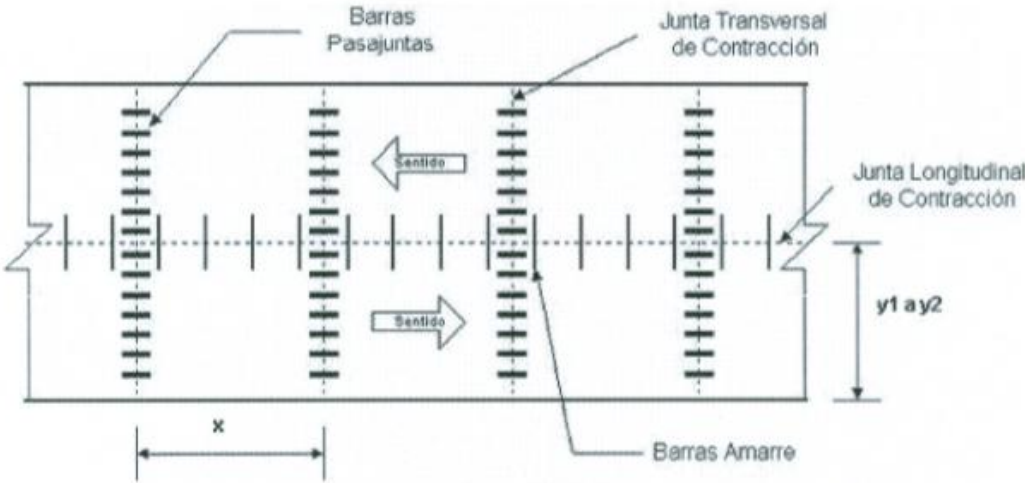 Barras
Pasajuntas
Junta Transversal
de Contracción
Sentido
Junta Longitudinal
de Contracción
Sentido
y1 a y2
x
Barras Amarre